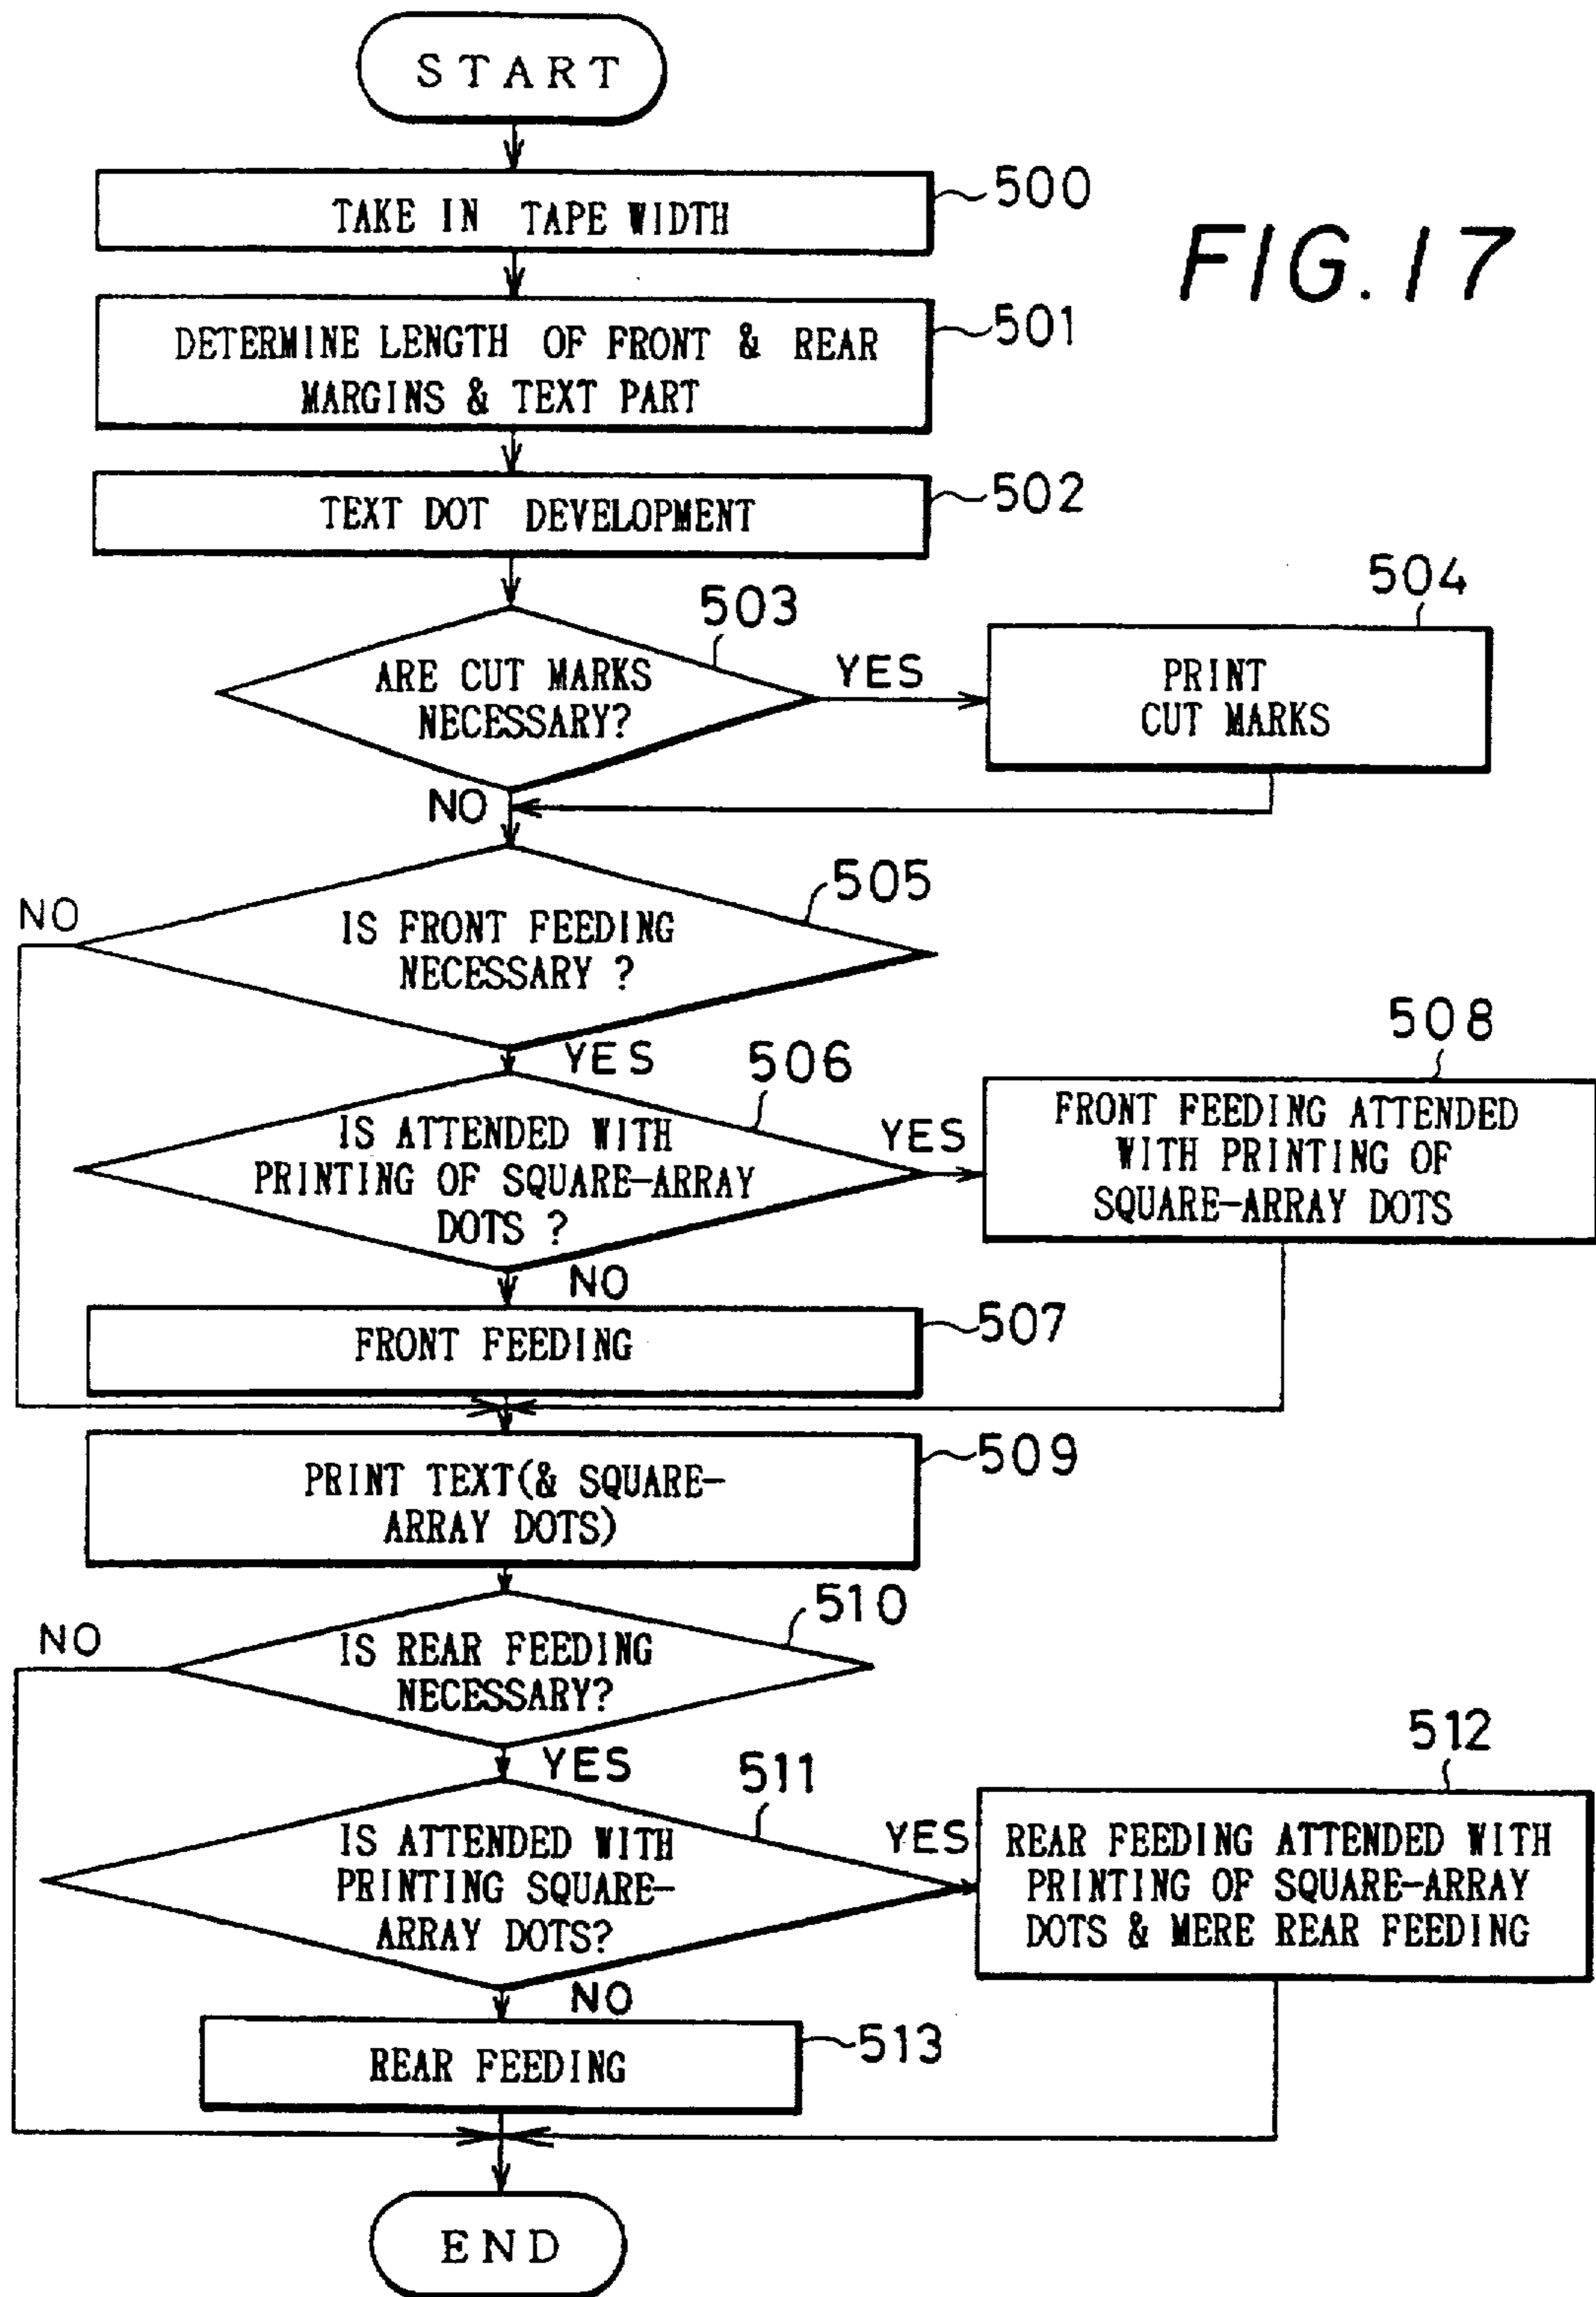 START
TAKE IN TAPE WIDTH
500
FIG. 17
DETERMINE LENGTH OF FRONT & REAR
MARGINS & TEXT PART
501
TEXT DOT DEVELOPMENT
502
503
ARE CUT MARKS
NECESSARY?
YES
504
PRINT
CUT MARKS
NO
505
NO
IS FRONT FEEDING
NECESSARY ?
YES
506
IS ATTENDED WITH
PRINTING OF SQUARE-ARRAY
DOTS ?
YES
508
FRONT FEEDING ATTENDED
WITH PRINTING OF
SQUARE-ARRAY DOTS
NO
FRONT FEEDING
507
PRINT TEXT(& SQUARE-
ARRAY DOTS)
509
510
NO
IS REAR FEEDING
NECESSARY?
YES
511
IS ATTENDED WITH
PRINTING SQUARE-
ARRAY DOTS?
YES
512
REAR FEEDING ATTENDED WITH
PRINTING OF SQUARE-ARRAY
DOTS & MERE REAR FEEDING
NO
REAR FEEDING
513
END